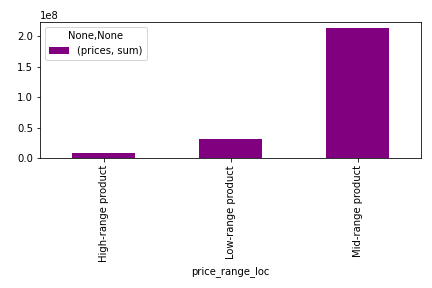 1e8
None,None
(prices, sum)
2.0
1.5
1.0
0.5
0.0
High-range product
Low-range product
Mid-range product
price_range_loc